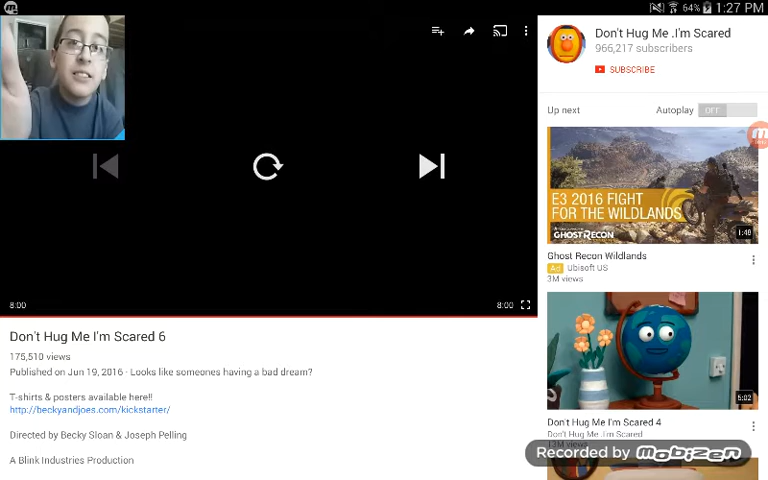 64% 1:27 PM
8:00
8:00
Don't Hug Me I'm Scared 6
175,510 views
Published on Jun 19, 2016 · Looks like someones having a bad dream?
T-shirts & posters available here!!
http://beckyandjoes.com/kickstarter/
Directed by Becky Sloan & Joseph Pelling
A Blink Industries Production
Don't Hug Me .I'm Scared
966,217 subscribers
SUBSCRIBE
Up next
Autoplay OFF
E3 2016 FIGHT
FOR THE WILDLANDS
GHOST RECON
1:48
Ghost Recon Wildlands
Ad Ubisoft US
3M views
5:02
Don't Hug Me I'm Scared 4
Don't Hug Me .I'm Scared
13M views
Recorded by mobizen